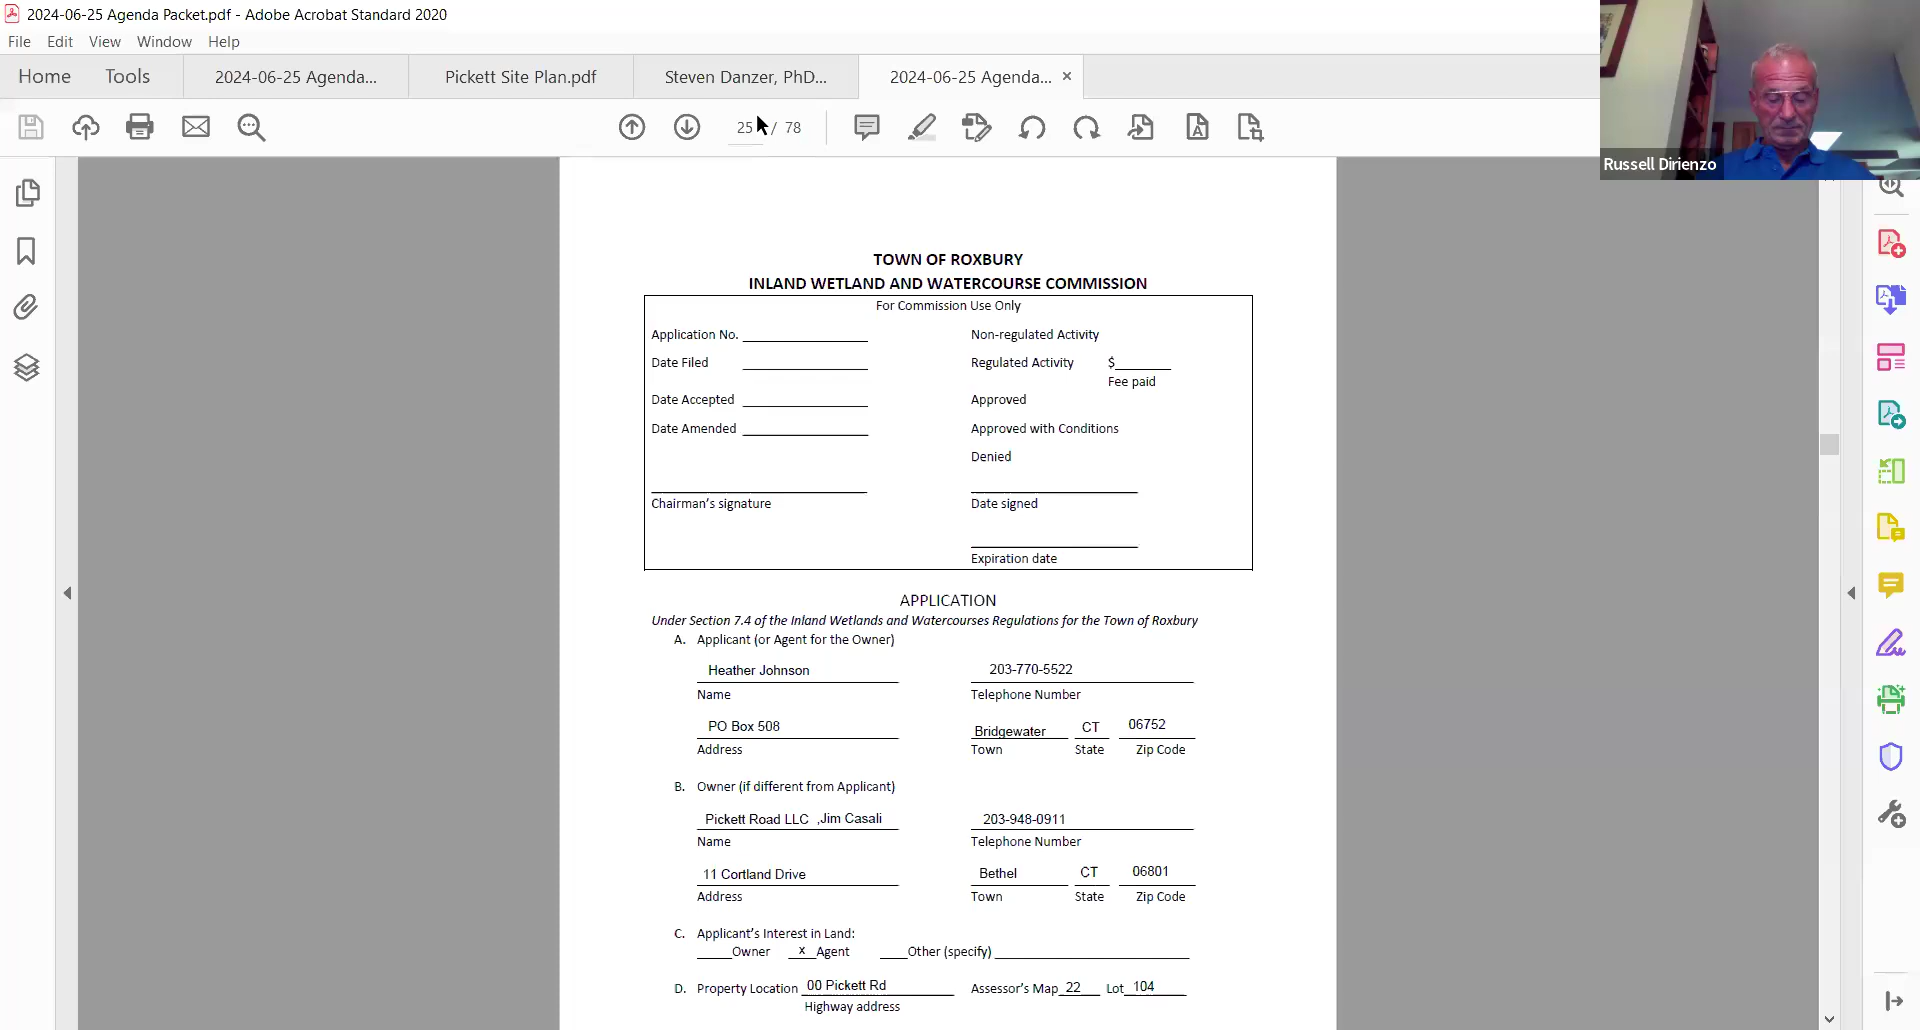 2024-06-25 Agenda Packet.pdf - Adobe Acrobat Standard 2020
File Edit View Window Help
Home Tools 2024-06-25 Agenda... Pickett Site Plan.pdf Steven Danzer, PhD... 2024-06-25 Agenda... ×
25 / 78
Russell Dirienzo
TOWN OF ROXBURY
INLAND WETLAND AND WATERCOURSE COMMISSION
For Commission Use Only
Application No. Non-regulated Activity
Date Filed Regulated Activity $
Fee paid
Date Accepted Approved
Date Amended Approved with Conditions
Denied
Chairman's signature Date signed
Expiration date
APPLICATION
Under Section 7.4 of the Inland Wetlands and Watercourses Regulations for the Town of Roxbury
A. Applicant (or Agent for the Owner)
Heather Johnson 203-770-5522
Name Telephone Number
PO Box 508 Bridgewater CT 06752
Address Town State Zip Code
B. Owner (if different from Applicant)
Pickett Road LLC ,Jim Casali 203-948-0911
Name Telephone Number
11 Cortland Drive Bethel CT 06801
Address Town State Zip Code
C. Applicant's Interest in Land:
Owner x Agent Other (specify)
D. Property Location 00 Pickett Rd Assessor's Map 22 Lot 104
Highway address